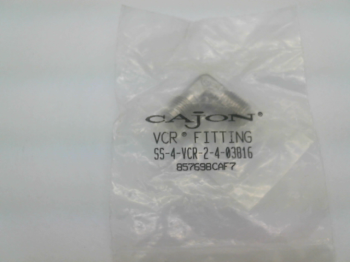 CAJON®
VCR® FITTING
SS-4-VCR-2-4-03816
857698CAF7